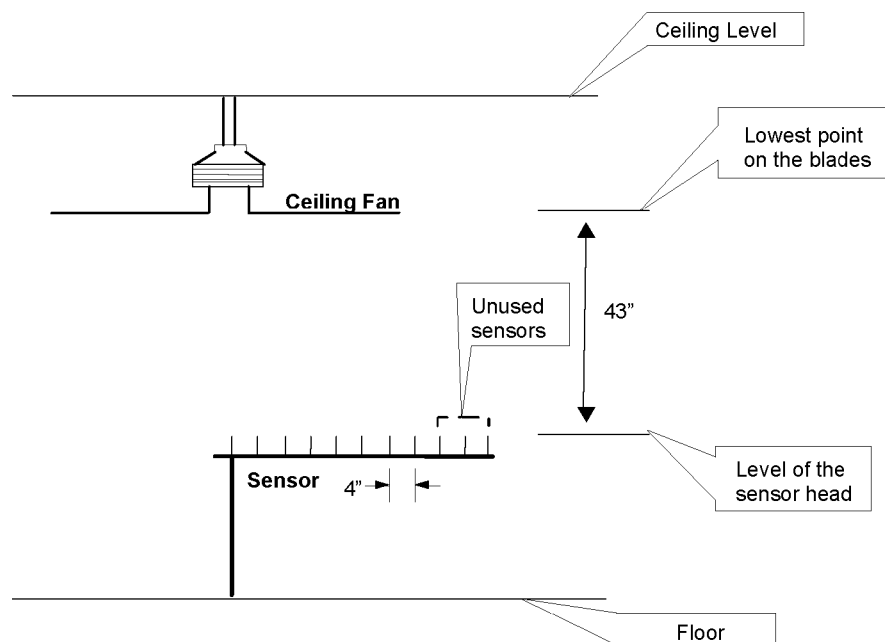 Ceiling Level
Lowest point
on the blades
Ceiling Fan
Unused
sensors
43”
Sensor
4”
Level of the
sensor head
Floor